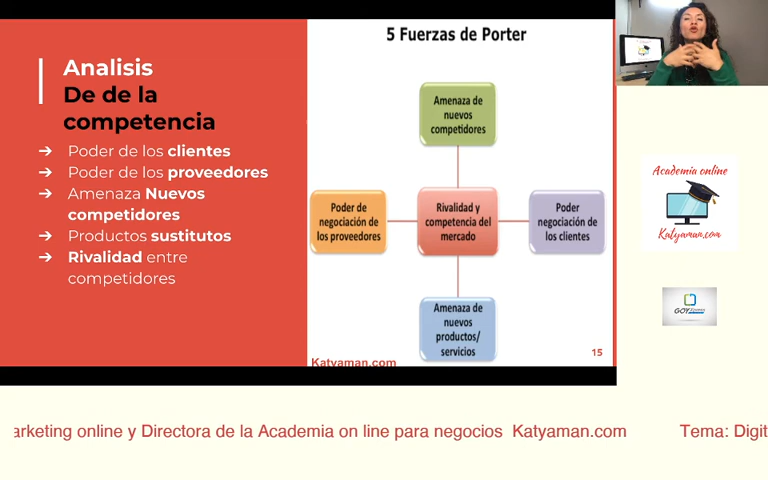 Analisis
De de la
competencia
➔ Poder de los clientes
➔ Poder de los proveedores
➔ Amenaza Nuevos
competidores
➔ Productos sustitutos
➔ Rivalidad entre
competidores
5 Fuerzas de Porter
Amenaza de
nuevos
competidores
Poder de
negociación de
los proveedores
Rivalidad y
competencia del
mercado
Poder
negociación de
los clientes
Amenaza de
nuevos
productos/
servicios
Katyaman.com
15
Academia online
Katyaman.com
arketing online y Directora de la Academia on line para negocios Katyaman.com
Tema: Digit